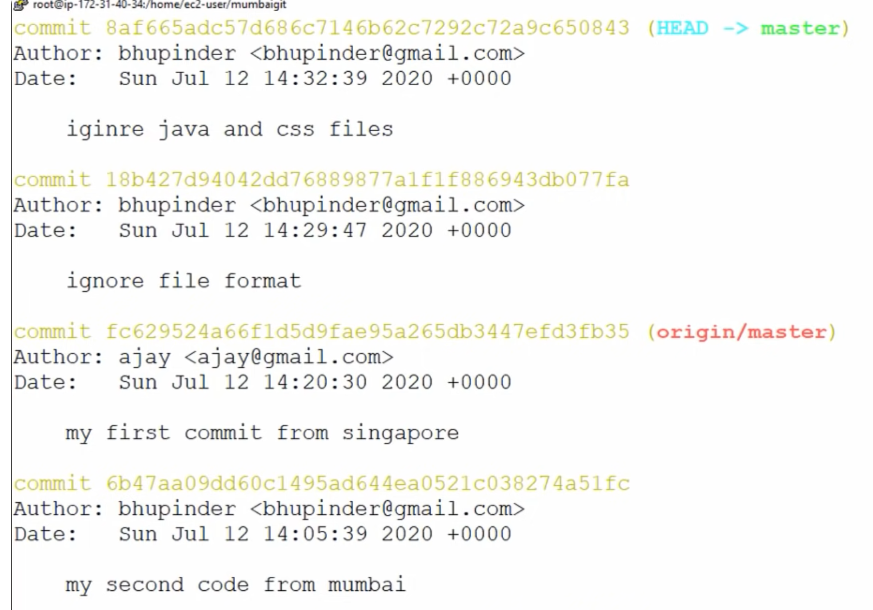 root@ip-172-31-40-34:/home/ec2-user/mumbaigit
commit 8af665adc57d686c7146b62c7292c72a9c650843 (HEAD -> master)
Author: bhupinder <bhupinder@gmail.com>
Date:   Sun Jul 12 14:32:39 2020 +0000
iginre java and css files
commit 18b427d94042dd76889877a1f1f886943db077fa
Author: bhupinder <bhupinder@gmail.com>
Date:   Sun Jul 12 14:29:47 2020 +0000
ignore file format
commit fc629524a66f1d5d9fae95a265db3447efd3fb35 (origin/master)
Author: ajay <ajay@gmail.com>
Date:   Sun Jul 12 14:20:30 2020 +0000
my first commit from singapore
commit 6b47aa09dd60c1495ad644ea0521c038274a51fc
Author: bhupinder <bhupinder@gmail.com>
Date:   Sun Jul 12 14:05:39 2020 +0000
my second code from mumbai